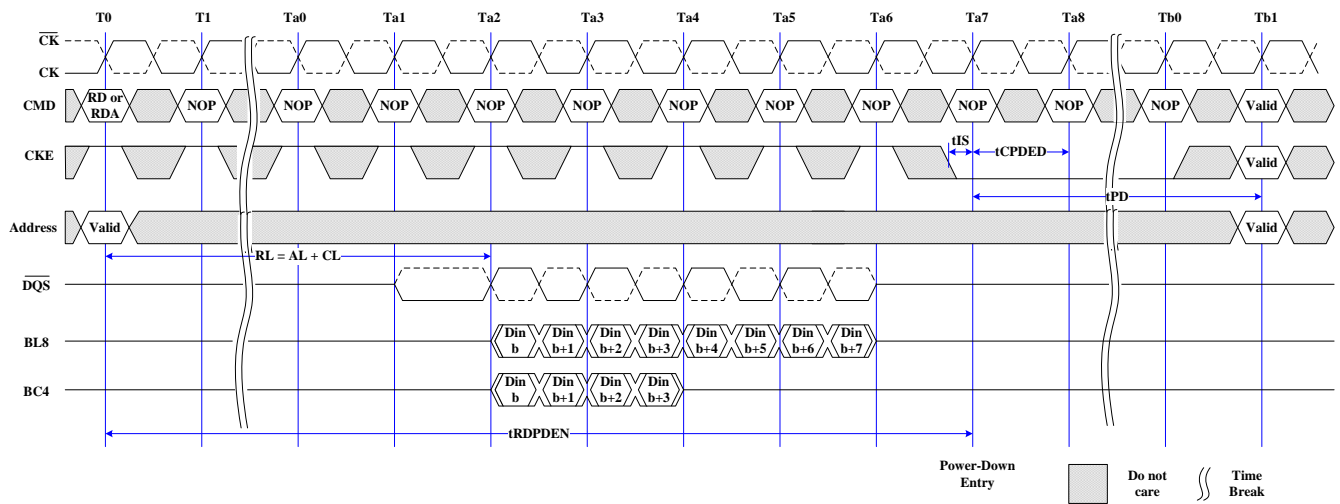 T0 T1 Ta0 Ta1 Ta2 Ta3 Ta4 Ta5 Ta6 Ta7 Ta8 Tb0 Tb1
CK
CK
CMD RD or RDA NOP NOP NOP NOP NOP NOP NOP NOP NOP NOP NOP Valid
tIS
CKE tCPDED Valid
tPD
Address Valid Valid
RL = AL + CL
DQS
BL8 Din b Din b+1 Din b+2 Din b+3 Din b+4 Din b+5 Din b+6 Din b+7
BC4 Din b Din b+1 Din b+2 Din b+3
tRDPDEN
Power-Down
Entry
Do not
care
Time
Break